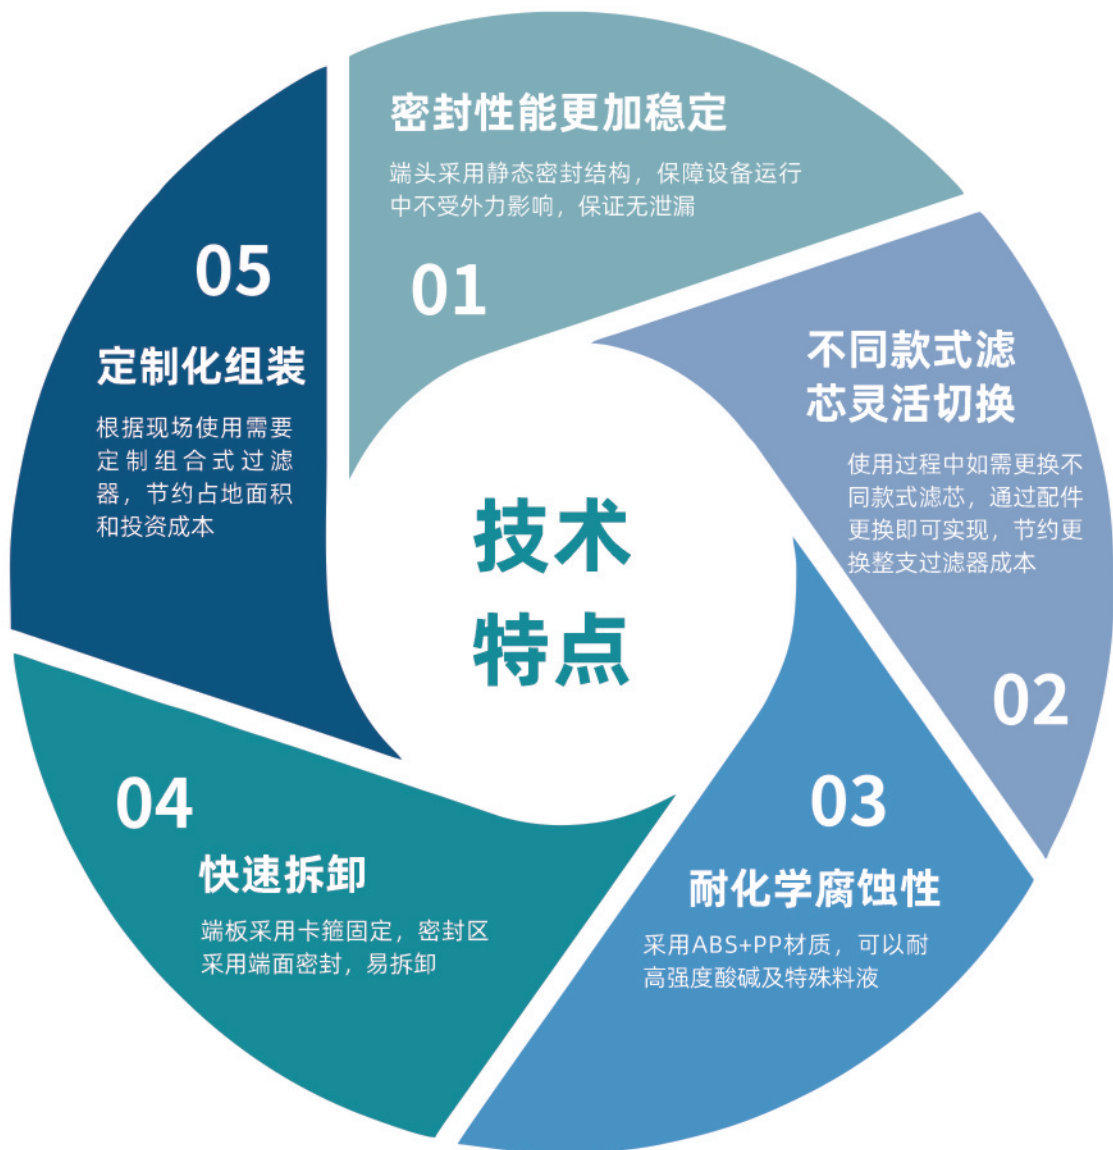 技术
特点
密封性能更加稳定
端头采用静态密封结构，保障设备运行
中不受外力影响，保证无泄漏
01
不同款式滤
芯灵活切换
使用过程中如需更换不
同款式滤芯，通过配件
更换即可实现，节约更
换整支过滤器成本
02
03
耐化学腐蚀性
采用ABS+PP材质，可以耐
高强度酸碱及特殊料液
04
快速拆卸
端板采用卡箍固定，密封区
采用端面密封，易拆卸
05
定制化组装
根据现场使用需要
定制组合式过滤
器，节约占地面积
和投资成本